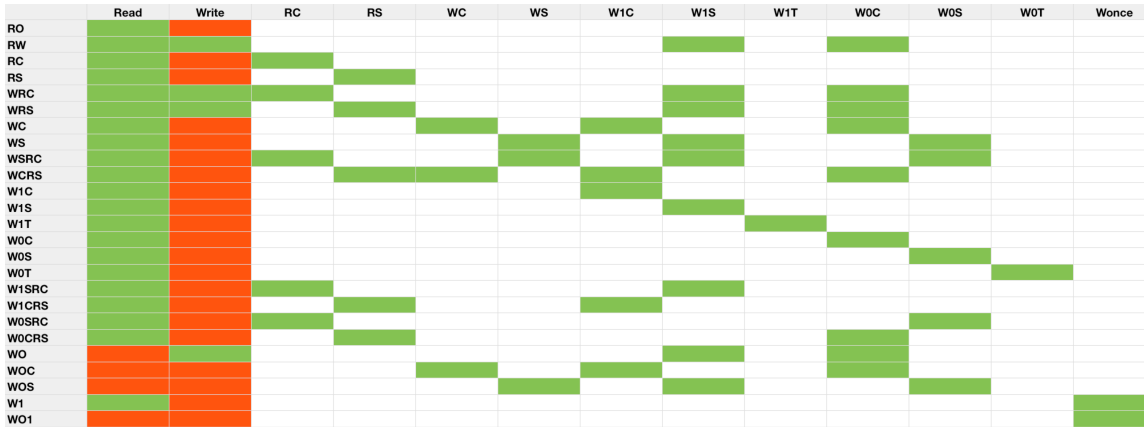 Read Write RC RS WC WS W1C W1S W1T W0C W0S W0T Wonce
RO
RW
RC
RS
WRC
WRS
WC
WS
WSRC
WCRS
W1C
W1S
W1T
W0C
W0S
W0T
W1SRC
W1CRS
W0SRC
W0CRS
WO
WOC
WOS
W1
WO1